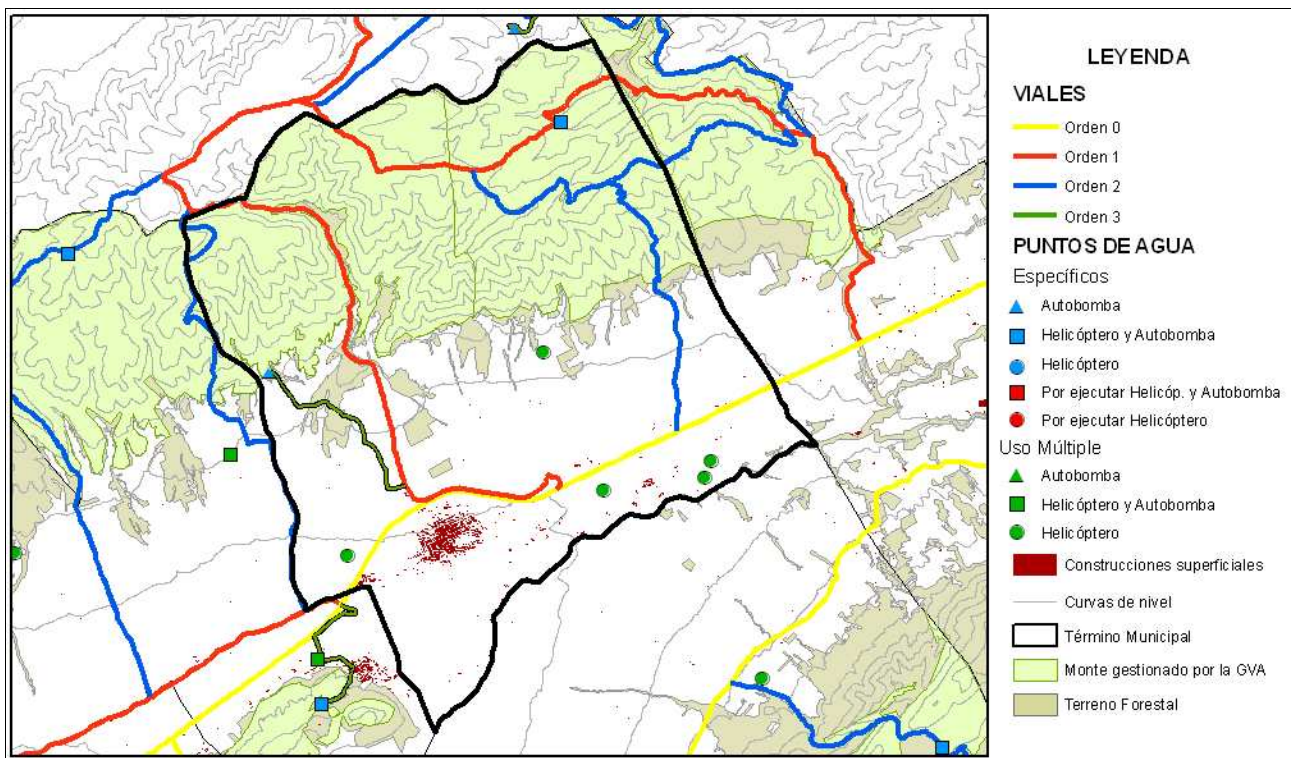 LEYENDA
VIALES
Orden 0
Orden 1
Orden 2
Orden 3
PUNTOS DE AGUA
Específicos
Autobomba
Helicóptero y Autobomba
Helicóptero
Por ejecutar Helicóp. y Autobomba
Por ejecutar Helicóptero
Uso Múltiple
Autobomba
Helicóptero y Autobomba
Helicóptero
Construcciones superficiales
Curvas de nivel
Término Municipal
Monte gestionado por la GVA
Terreno Forestal